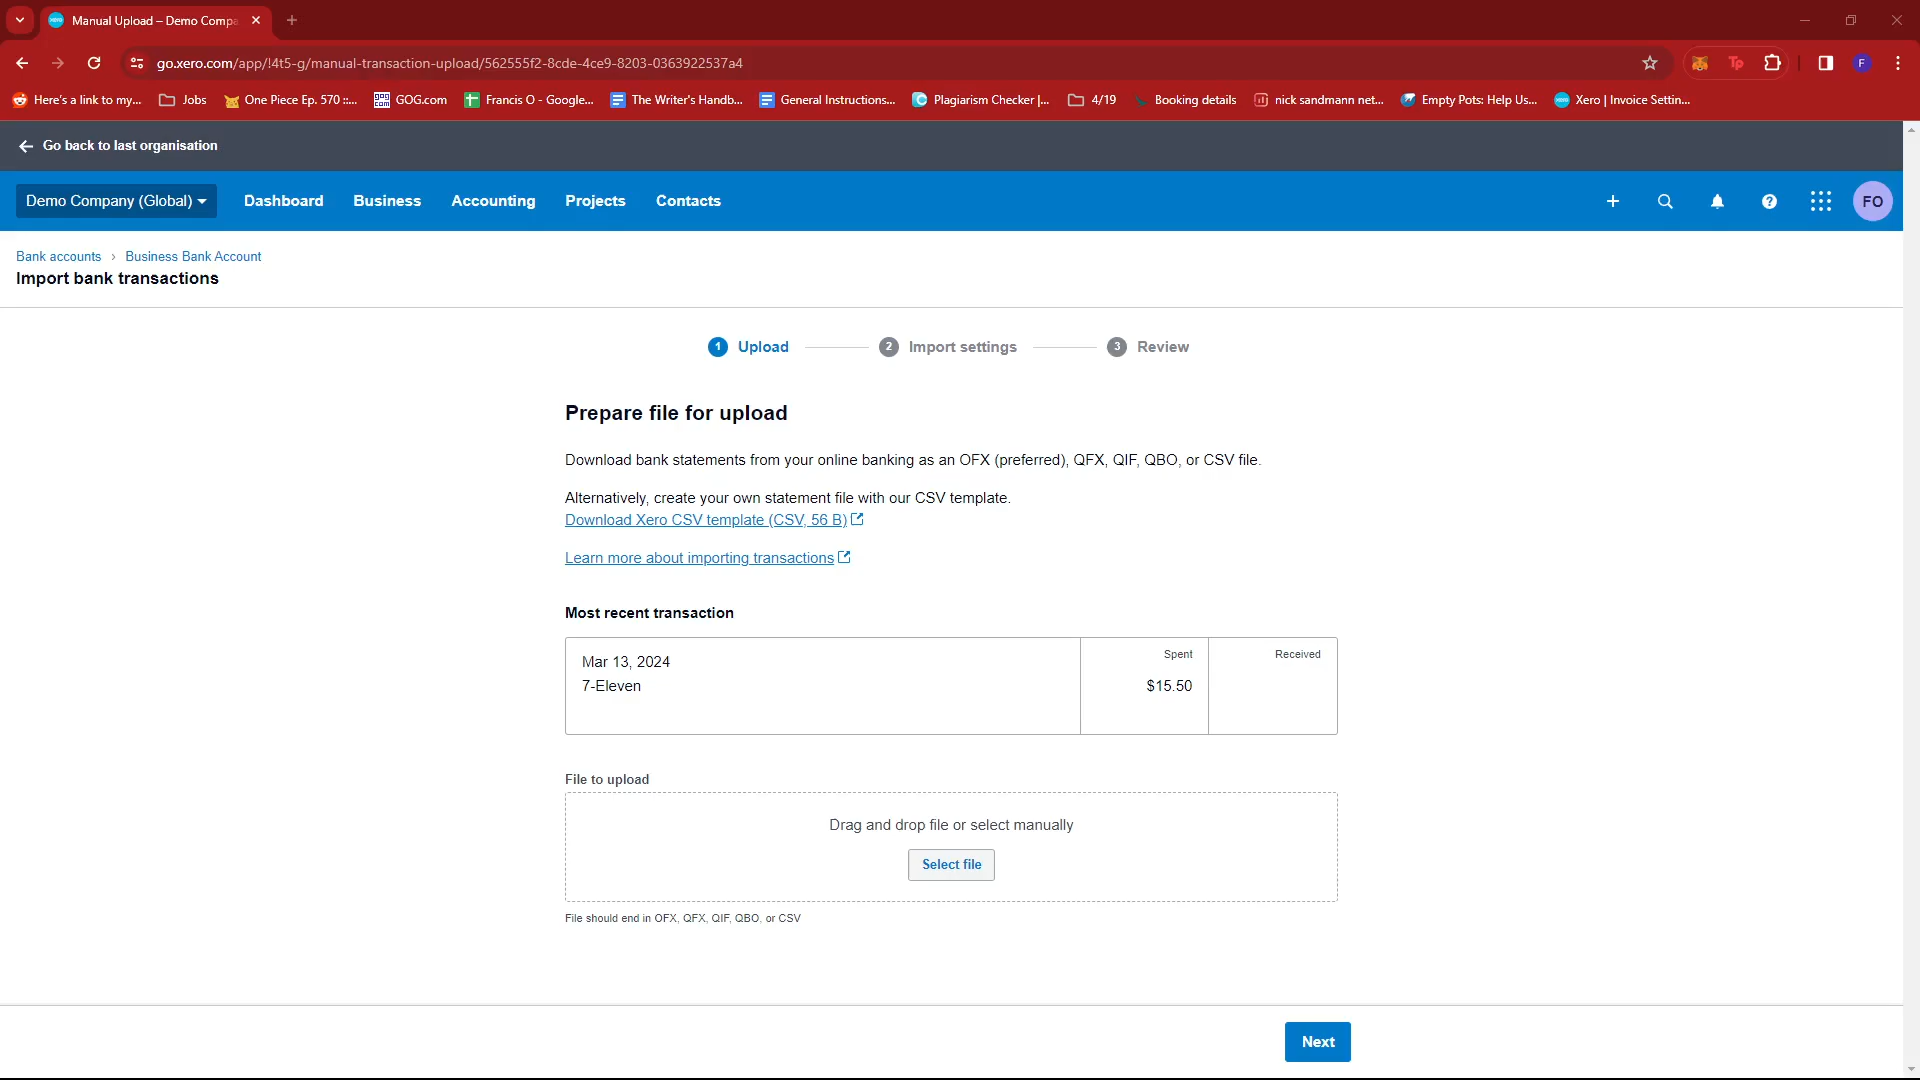 Manual Upload – Demo Compa
go.xero.com/app/!4t5-g/manual-transaction-upload/562555f2-8cde-4ce9-8203-0363922537a4
Tp
F
Here's a link to my...
Jobs
One Piece Ep. 570 ::...
GOG.com
Francis O - Google...
The Writer's Handb...
General Instructions...
Plagiarism Checker |...
4/19
Booking details
nick sandmann net...
Empty Pots: Help Us...
Xero | Invoice Settin...
Go back to last organisation
Demo Company (Global)
Dashboard
Business
Accounting
Projects
Contacts
FO
Bank accounts › Business Bank Account
Import bank transactions
1 Upload
2 Import settings
3 Review
Prepare file for upload
Download bank statements from your online banking as an OFX (preferred), QFX, QIF, QBO, or CSV file.
Alternatively, create your own statement file with our CSV template.
Download Xero CSV template (CSV, 56 B)
Learn more about importing transactions
Most recent transaction
Mar 13, 2024
7-Eleven
Spent
$15.50
Received
File to upload
Drag and drop file or select manually
Select file
File should end in OFX, QFX, QIF, QBO, or CSV
Next